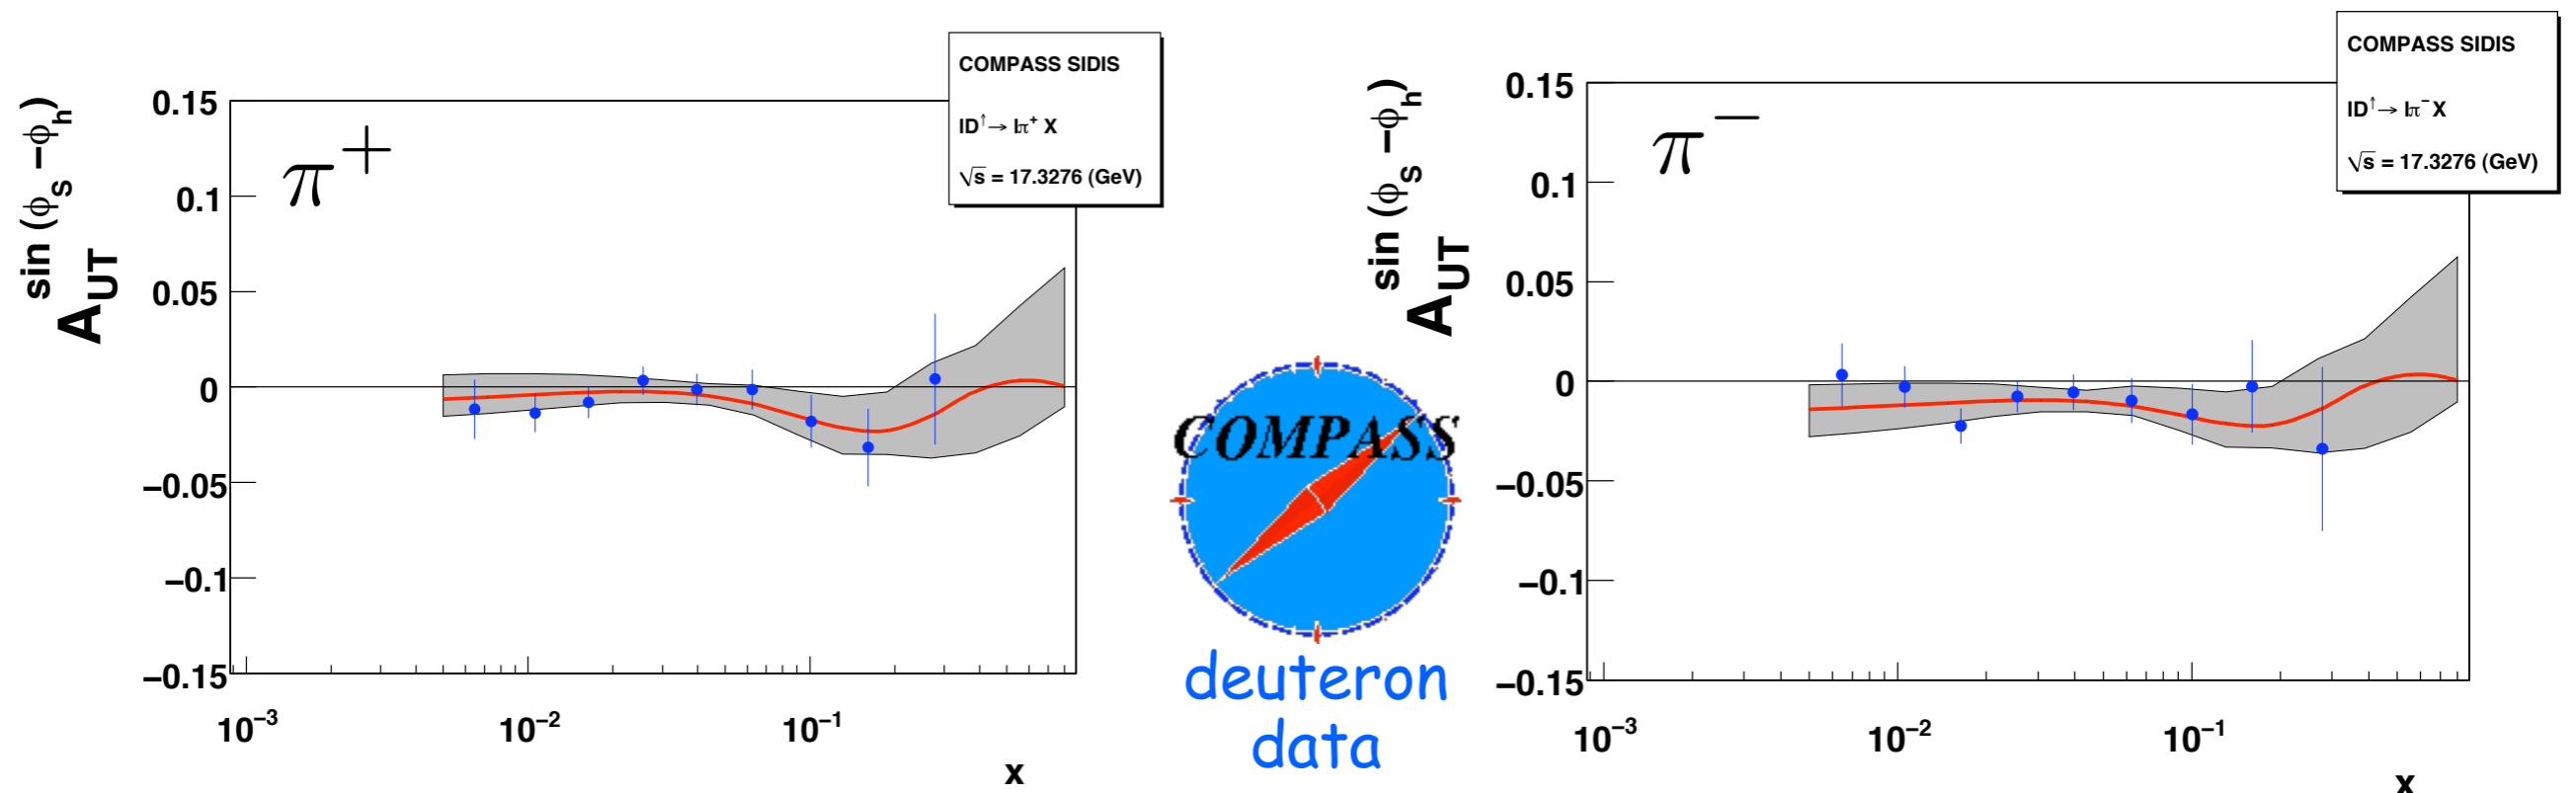 COMPASS SIDIS
lD↑→ lπ⁺ X
√s = 17.3276 (GeV)
π⁺
A_UT^sin (ϕ_S −ϕ_h)
0.15
0.1
0.05
0
−0.05
−0.1
−0.15
10⁻³
10⁻²
10⁻¹
x
COMPASS
deuteron
data
COMPASS SIDIS
lD↑→ lπ⁻ X
√s = 17.3276 (GeV)
π⁻
A_UT^sin (ϕ_S −ϕ_h)
0.15
0.1
0.05
0
−0.05
−0.1
−0.15
10⁻³
10⁻²
10⁻¹
x